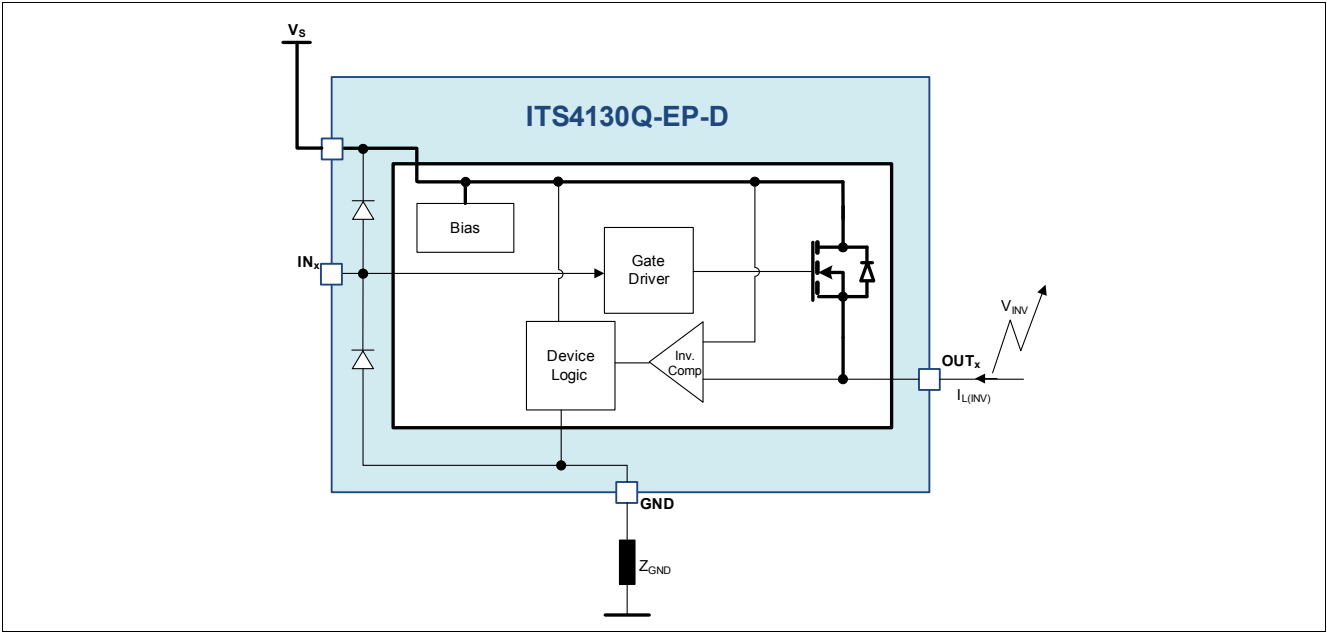 VS
ITS4130Q-EP-D
Bias
INx
Gate
Driver
VINV
Device
Logic
Inv.
Comp
OUTx
IL(INV)
GND
ZGND